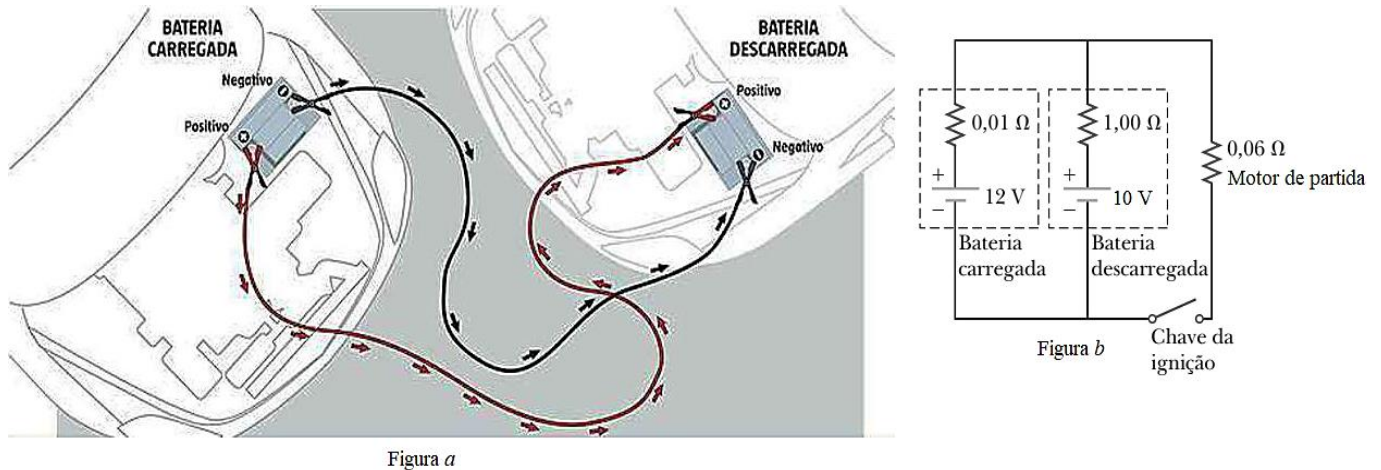 BATERIA
CARREGADA
Negativo
Positivo
BATERIA
DESCARREGADA
Positivo
Negativo
Figura a
0,01 Ω
+
12 V
−
Bateria
carregada
1,00 Ω
+
10 V
−
Bateria
descarregada
0,06 Ω
Motor de partida
Chave da
ignição
Figura b